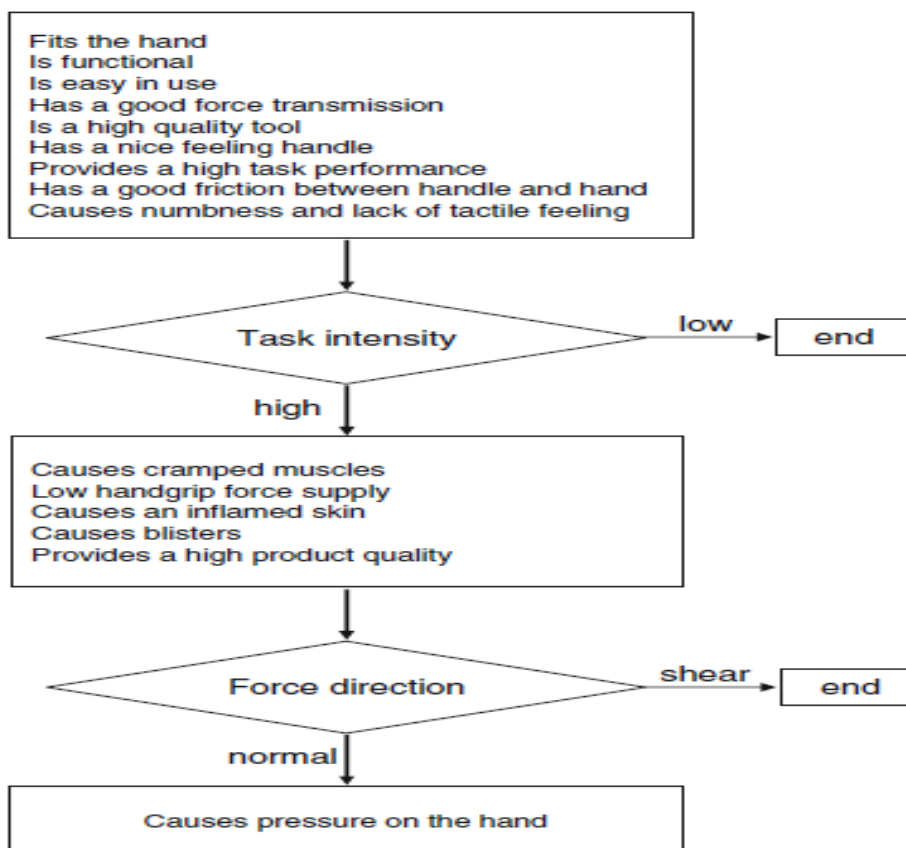 Fits the hand
Is functional
Is easy in use
Has a good force transmission
Is a high quality tool
Has a nice feeling handle
Provides a high task performance
Has a good friction between handle and hand
Causes numbness and lack of tactile feeling
Task intensity
low
end
high
Causes cramped muscles
Low handgrip force supply
Causes an inflamed skin
Causes blisters
Provides a high product quality
Force direction
shear
end
normal
Causes pressure on the hand